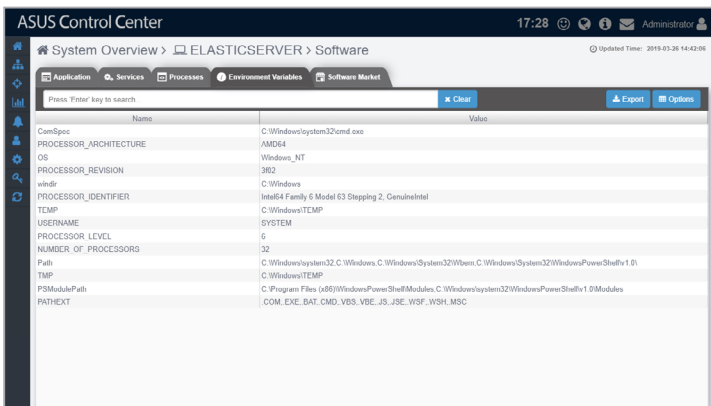 ASUS Control Center
17:28
Administrator
System Overview > ELASTICSERVER > Software
Updated Time: 2019-03-26 14:42:06
Application Services Processes Environment Variables Software Market
Press 'Enter' key to search
Clear
Export
Options
Name Value
ComSpec C:\Windows\system32\cmd.exe
PROCESSOR_ARCHITECTURE AMD64
OS Windows_NT
PROCESSOR_REVISION 3f02
windir C:\Windows
PROCESSOR_IDENTIFIER Intel64 Family 6 Model 63 Stepping 2, GenuineIntel
TEMP C:\Windows\TEMP
USERNAME SYSTEM
PROCESSOR_LEVEL 6
NUMBER_OF_PROCESSORS 32
Path C:\Windows\system32,C:\Windows,C:\Windows\System32\Wbem,C:\Windows\System32\WindowsPowerShell\v1.0\
TMP C:\Windows\TEMP
PSModulePath C:\Program Files (x86)\WindowsPowerShell\Modules,C:\Windows\system32\WindowsPowerShell\v1.0\Modules
PATHEXT .COM,.EXE,.BAT,.CMD,.VBS,.VBE,.JS,.JSE,.WSF,.WSH,.MSC